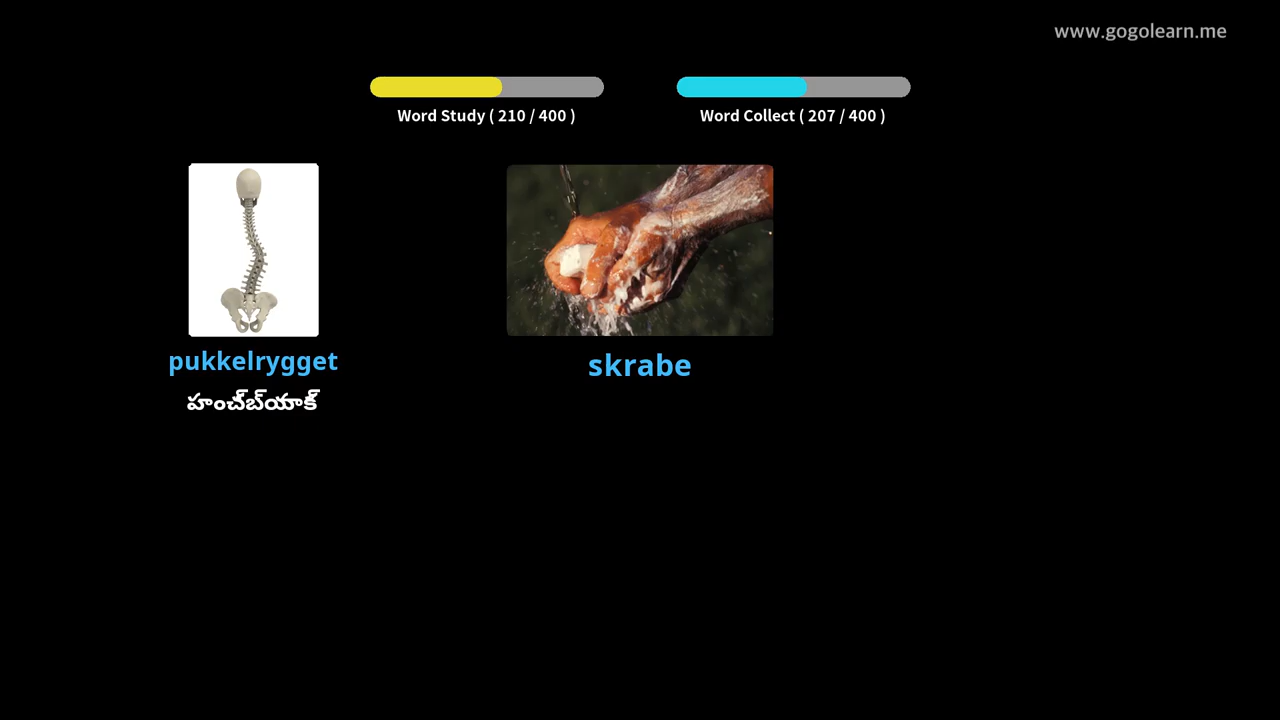 www.gogolearn.me
Word Study ( 210 / 400 )
Word Collect ( 207 / 400 )
pukkelrygget
skrabe
హంచ్‌బ్యాక్